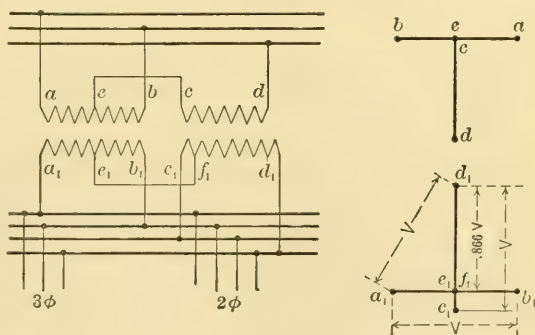 a e b c d
a₁ e₁ b₁ c₁ f₁ d₁
3φ 2φ
b e a
c
d
d₁
V .866 V V
a₁ e₁ f₁ b₁
c₁
V